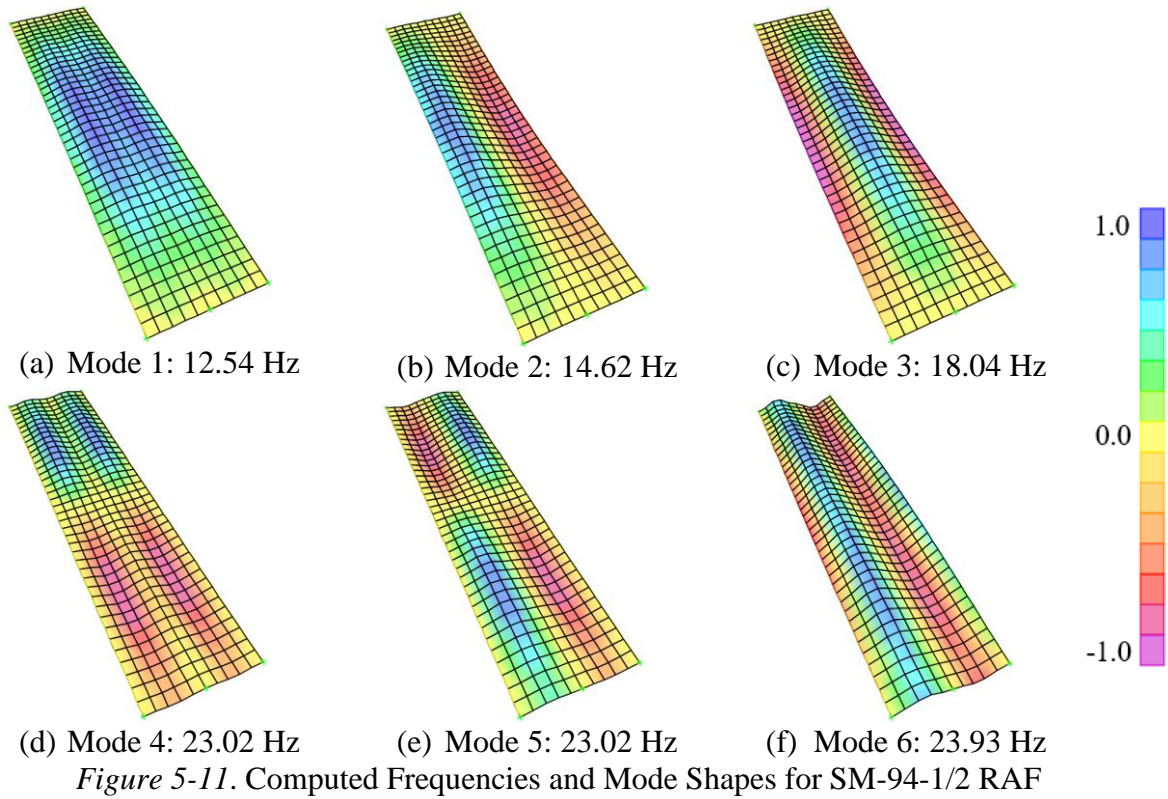 (a) Mode 1: 12.54 Hz
(b) Mode 2: 14.62 Hz
(c) Mode 3: 18.04 Hz
1.0
0.0
-1.0
(d) Mode 4: 23.02 Hz
(e) Mode 5: 23.02 Hz
(f) Mode 6: 23.93 Hz
Figure 5-11. Computed Frequencies and Mode Shapes for SM-94-1/2 RAF